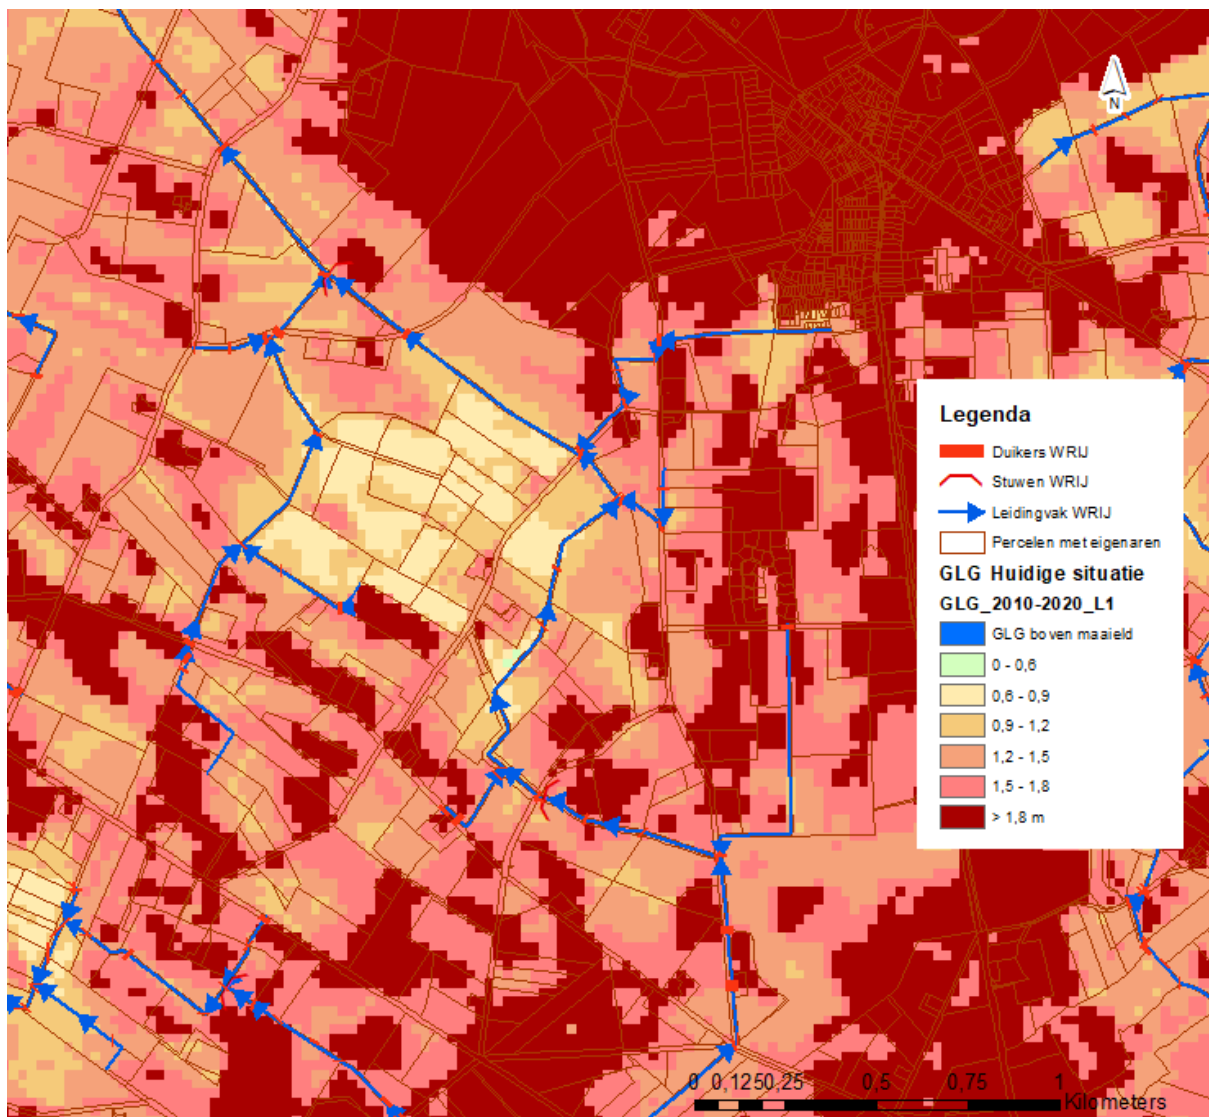 N
Legenda
Duikers WRIJ
Stuwen WRIJ
Leidingvak WRIJ
Percelen met eigenaren
GLG Huidige situatie
GLG_2010-2020_L1
GLG boven maaield
0 - 0,6
0,6 - 0,9
0,9 - 1,2
1,2 - 1,5
1,5 - 1,8
> 1,8 m
0 0,1250,25 0,5 0,75 1
Kilometers